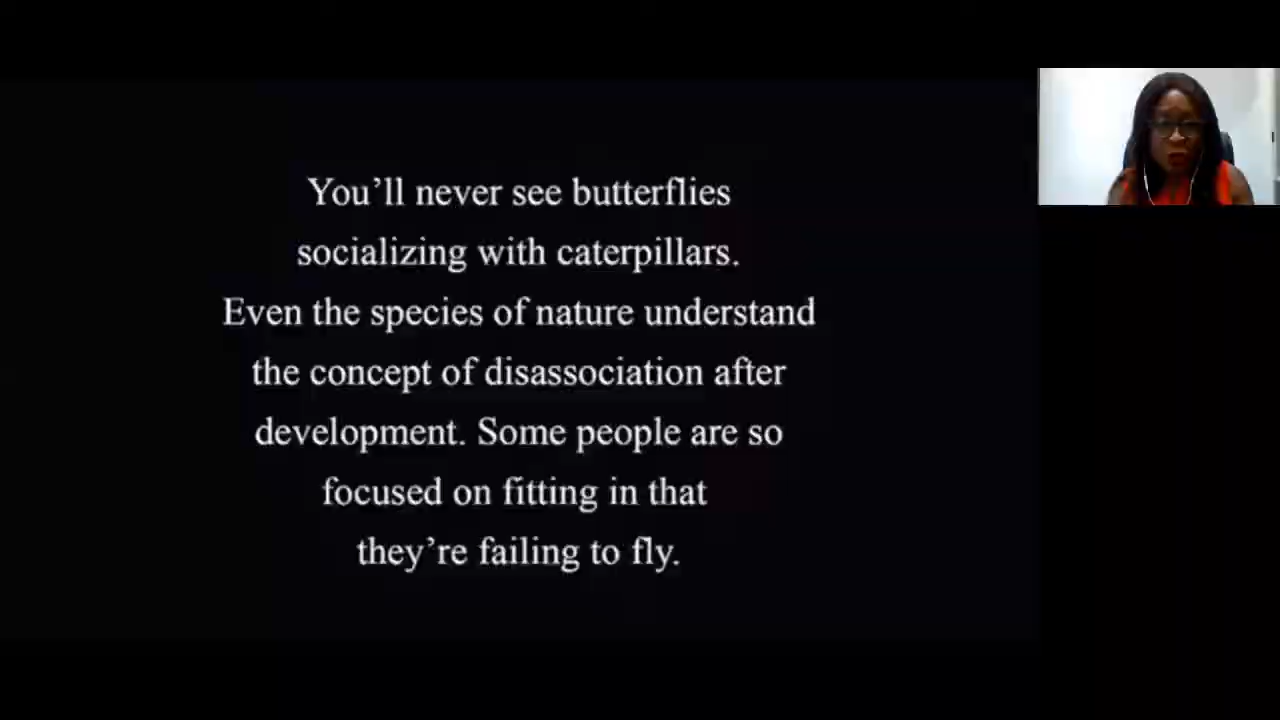 You’ll never see butterflies
socializing with caterpillars.
Even the species of nature understand
the concept of disassociation after
development. Some people are so
focused on fitting in that
they’re failing to fly.